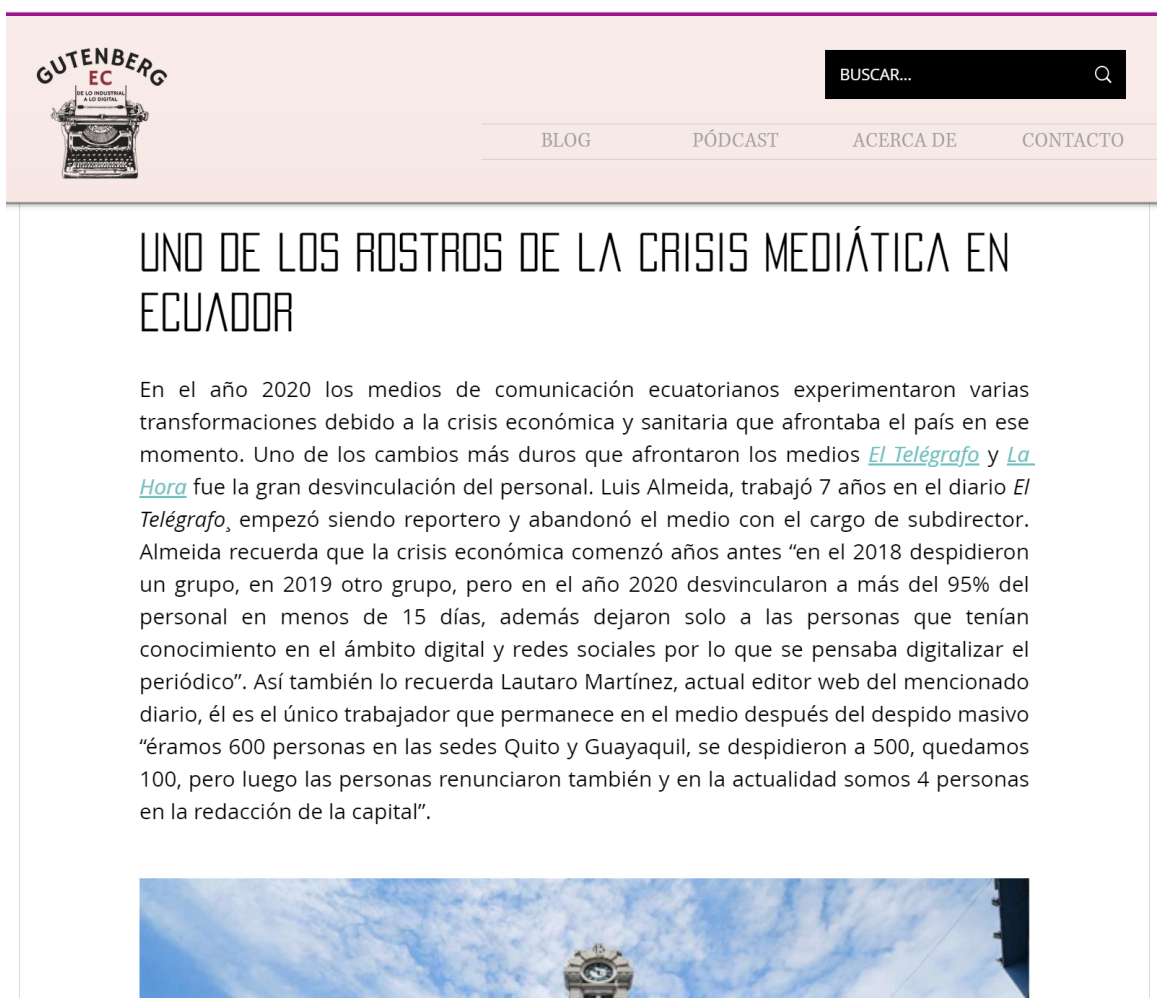 GUTENBERG
EC
DE LO INDUSTRIAL
A LO DIGITAL
BUSCAR...
BLOG PÓDCAST ACERCA DE CONTACTO
UNO DE LOS ROSTROS DE LA CRISIS MEDIÁTICA EN
ECUADOR
En el año 2020 los medios de comunicación ecuatorianos experimentaron varias
transformaciones debido a la crisis económica y sanitaria que afrontaba el país en ese
momento. Uno de los cambios más duros que afrontaron los medios El Telégrafo y La
Hora fue la gran desvinculación del personal. Luis Almeida, trabajó 7 años en el diario El
Telégrafo¸ empezó siendo reportero y abandonó el medio con el cargo de subdirector.
Almeida recuerda que la crisis económica comenzó años antes “en el 2018 despidieron
un grupo, en 2019 otro grupo, pero en el año 2020 desvincularon a más del 95% del
personal en menos de 15 días, además dejaron solo a las personas que tenían
conocimiento en el ámbito digital y redes sociales por lo que se pensaba digitalizar el
periódico”. Así también lo recuerda Lautaro Martínez, actual editor web del mencionado
diario, él es el único trabajador que permanece en el medio después del despido masivo
“éramos 600 personas en las sedes Quito y Guayaquil, se despidieron a 500, quedamos
100, pero luego las personas renunciaron también y en la actualidad somos 4 personas
en la redacción de la capital”.